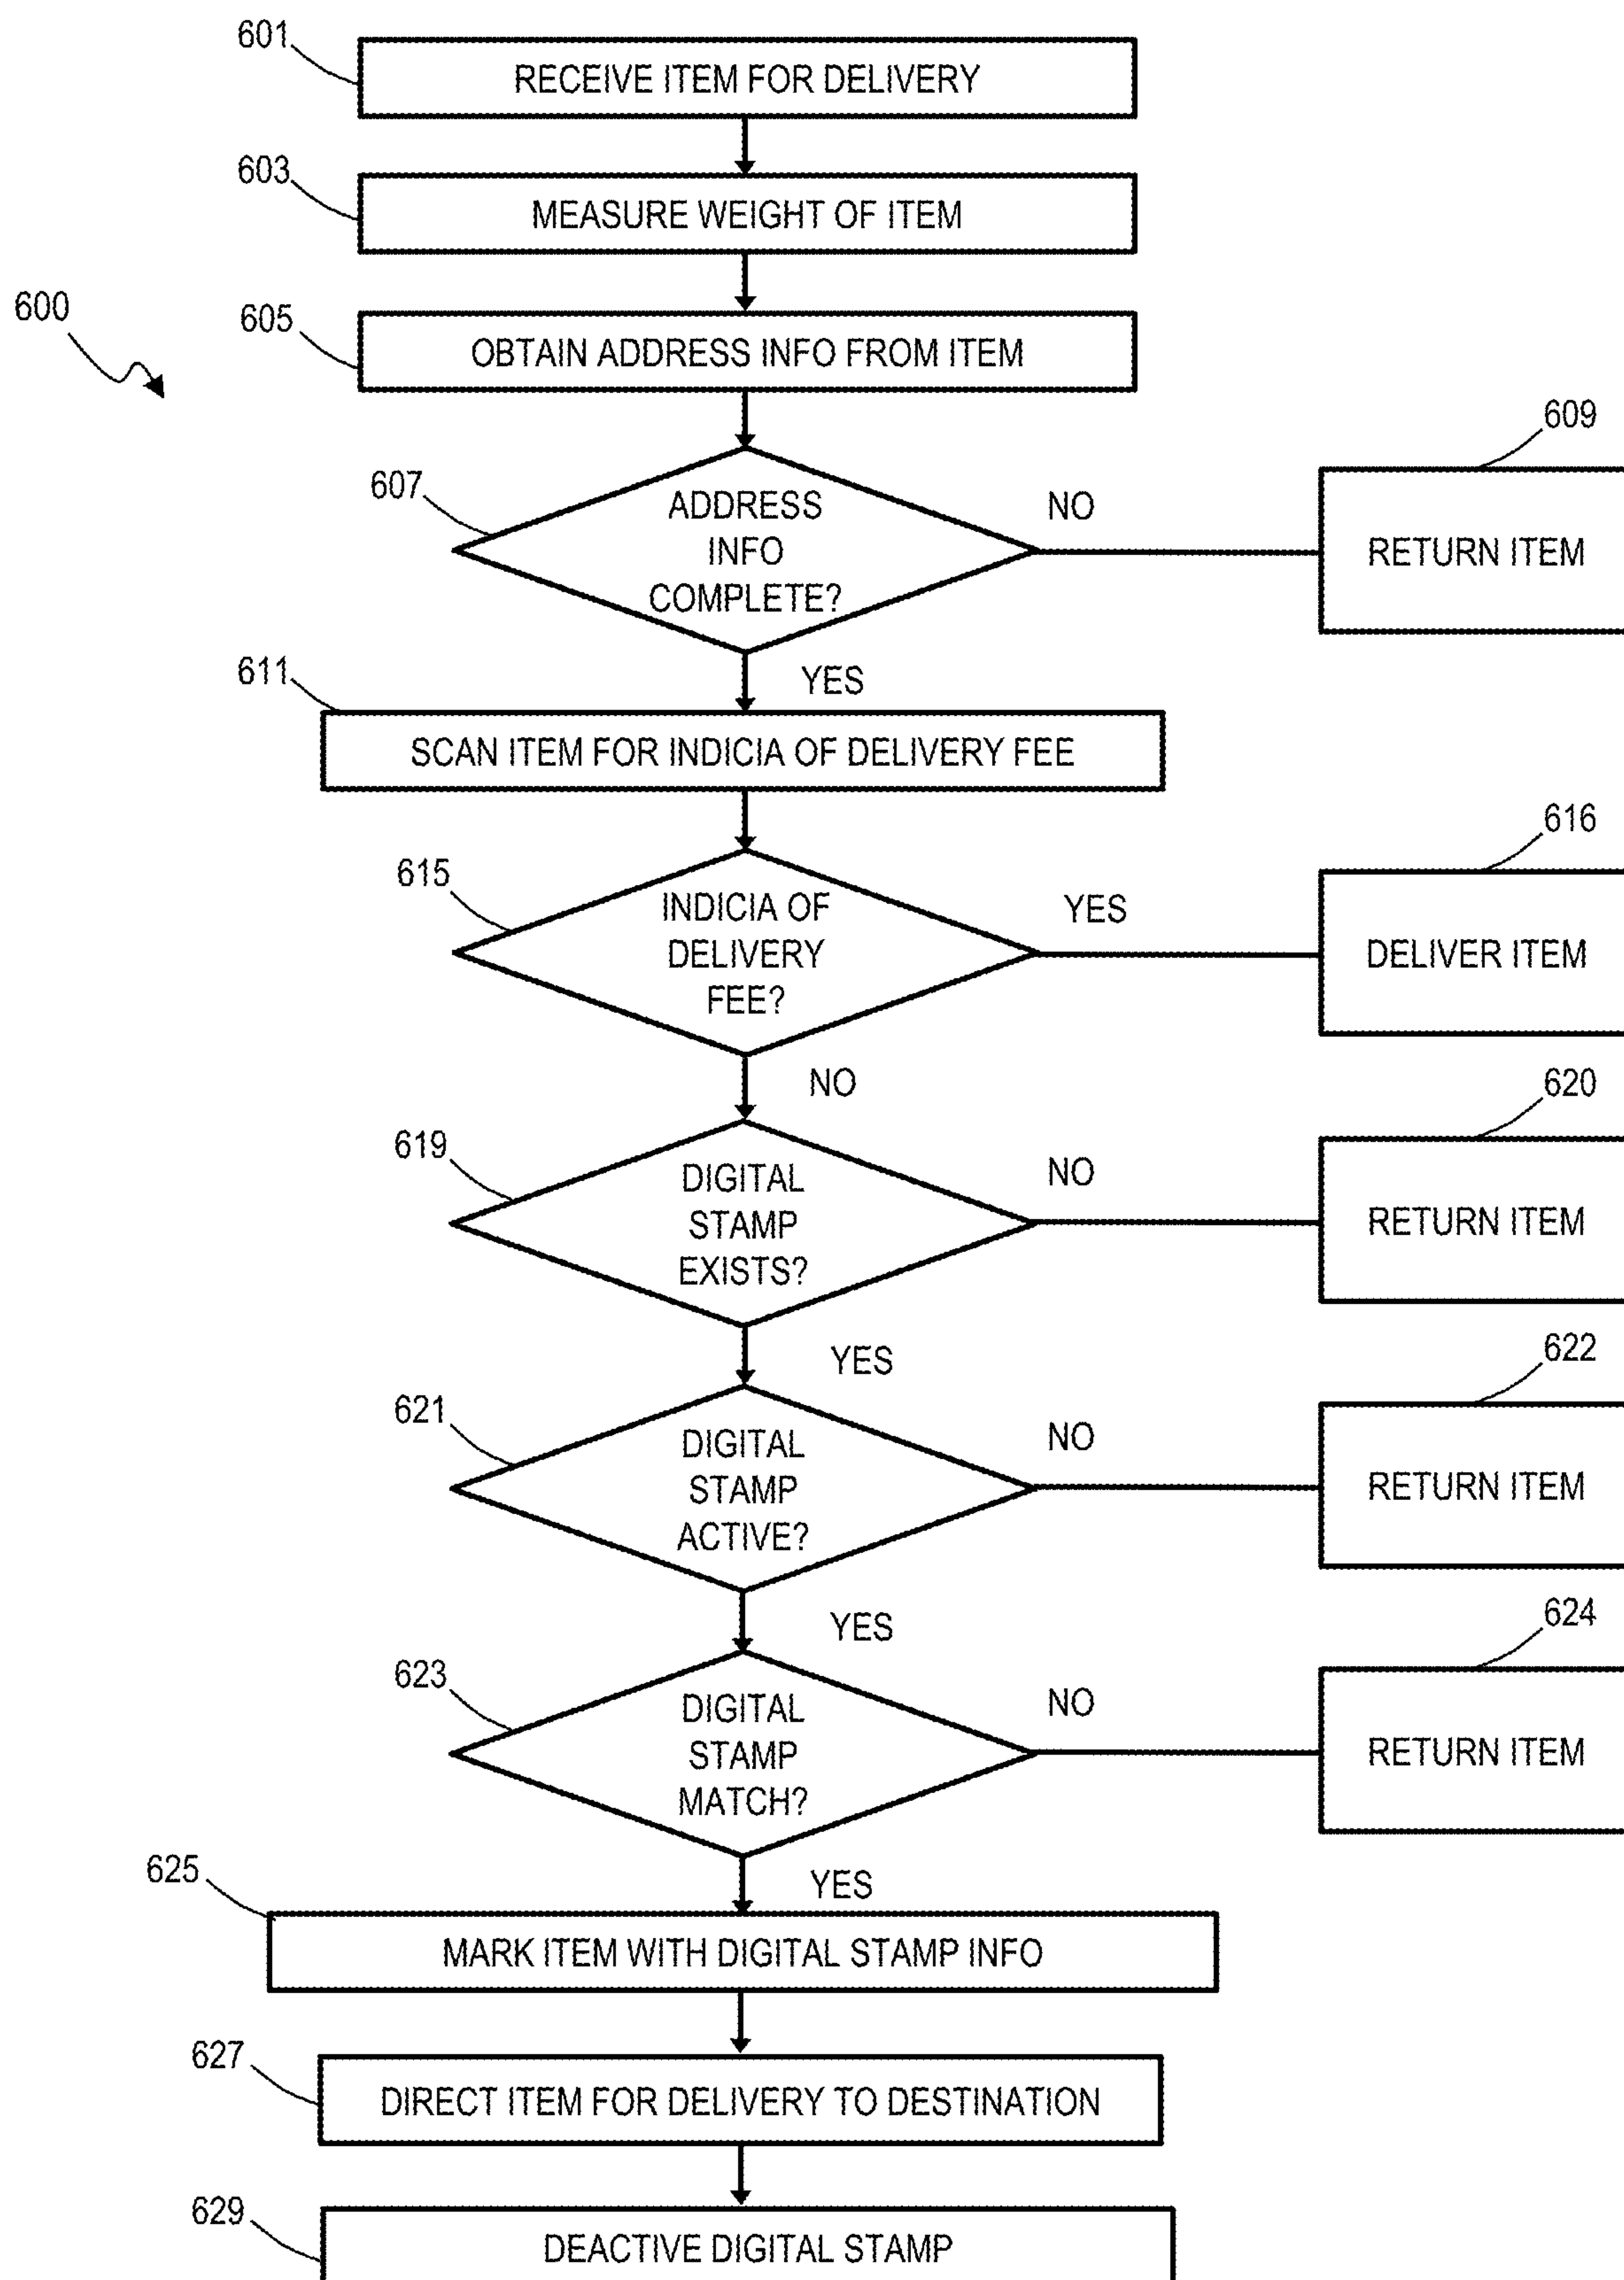 601
RECEIVE ITEM FOR DELIVERY
603
MEASURE WEIGHT OF ITEM
600
605
OBTAIN ADDRESS INFO FROM ITEM
607
ADDRESS
INFO
COMPLETE?
NO
609
RETURN ITEM
YES
611
SCAN ITEM FOR INDICIA OF DELIVERY FEE
615
INDICIA OF
DELIVERY
FEE?
YES
616
DELIVER ITEM
NO
619
DIGITAL
STAMP
EXISTS?
NO
620
RETURN ITEM
YES
621
DIGITAL
STAMP
ACTIVE?
NO
622
RETURN ITEM
YES
623
DIGITAL
STAMP
MATCH?
NO
624
RETURN ITEM
YES
625
MARK ITEM WITH DIGITAL STAMP INFO
627
DIRECT ITEM FOR DELIVERY TO DESTINATION
629
DEACTIVE DIGITAL STAMP